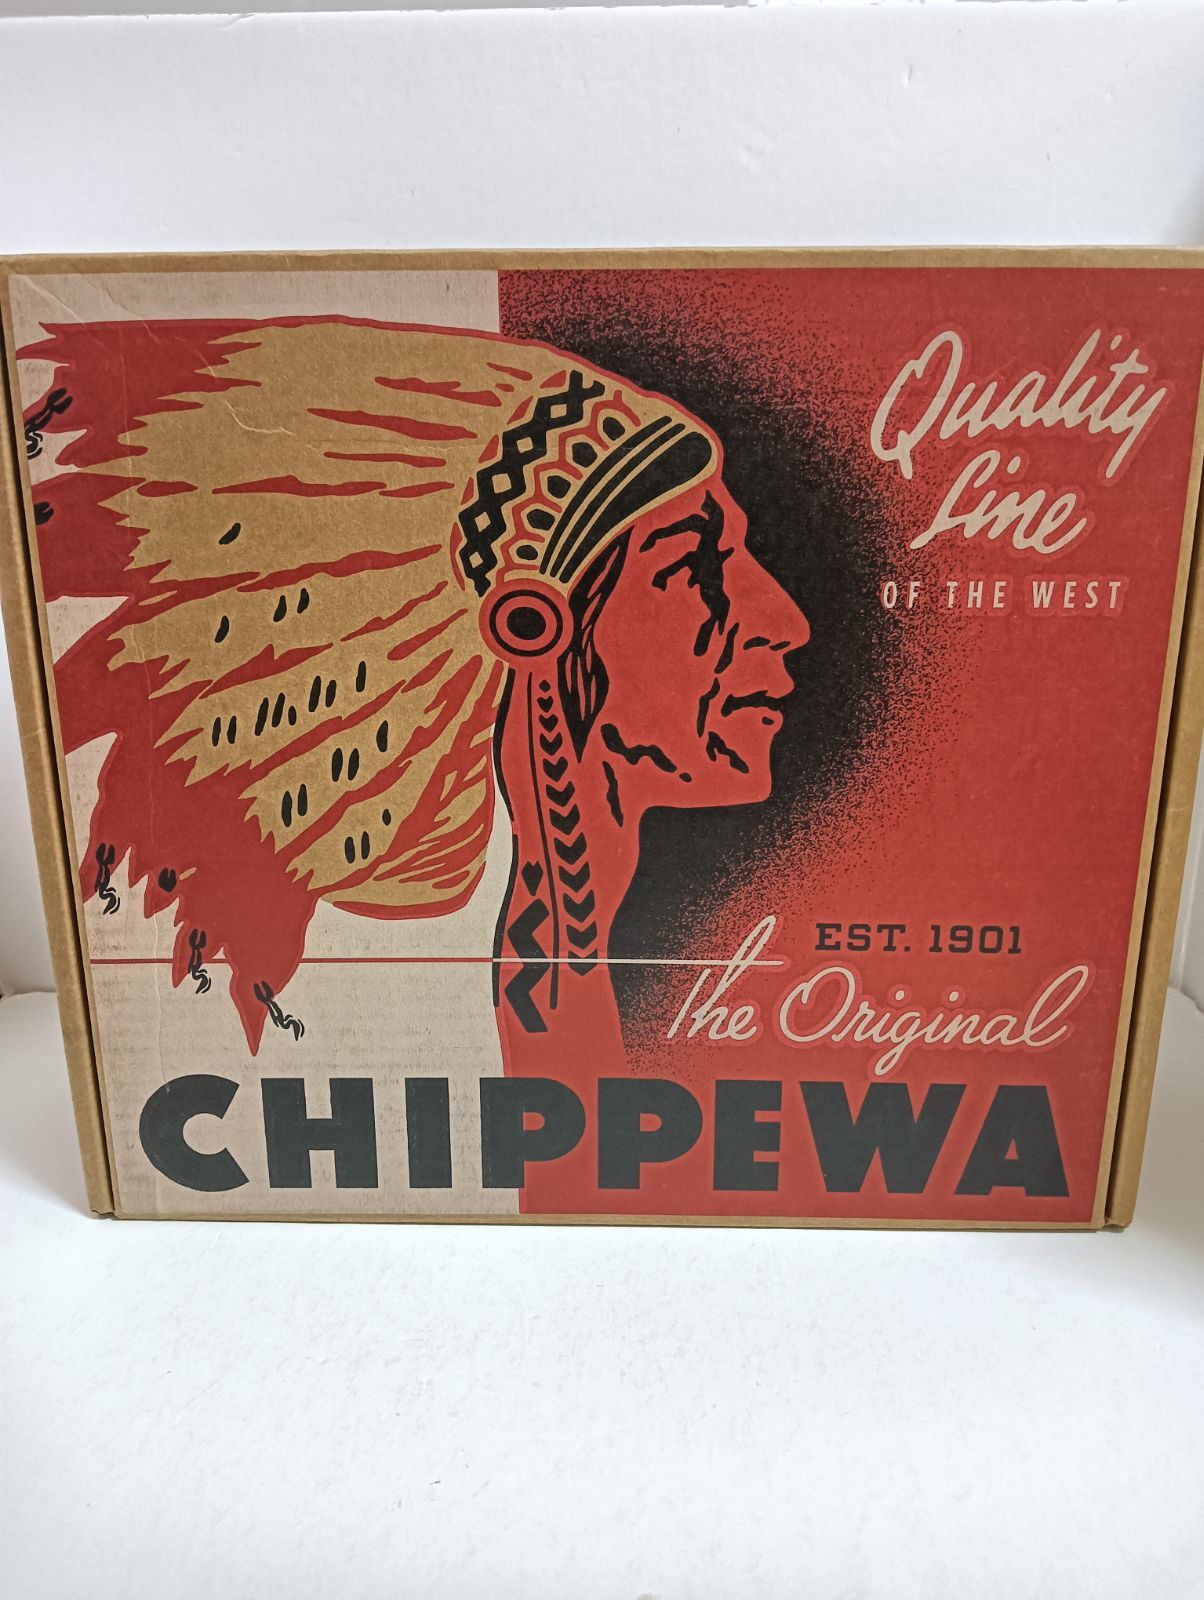 Quality
Line
OF THE WEST
EST. 1901
The Original
CHIPPEWA